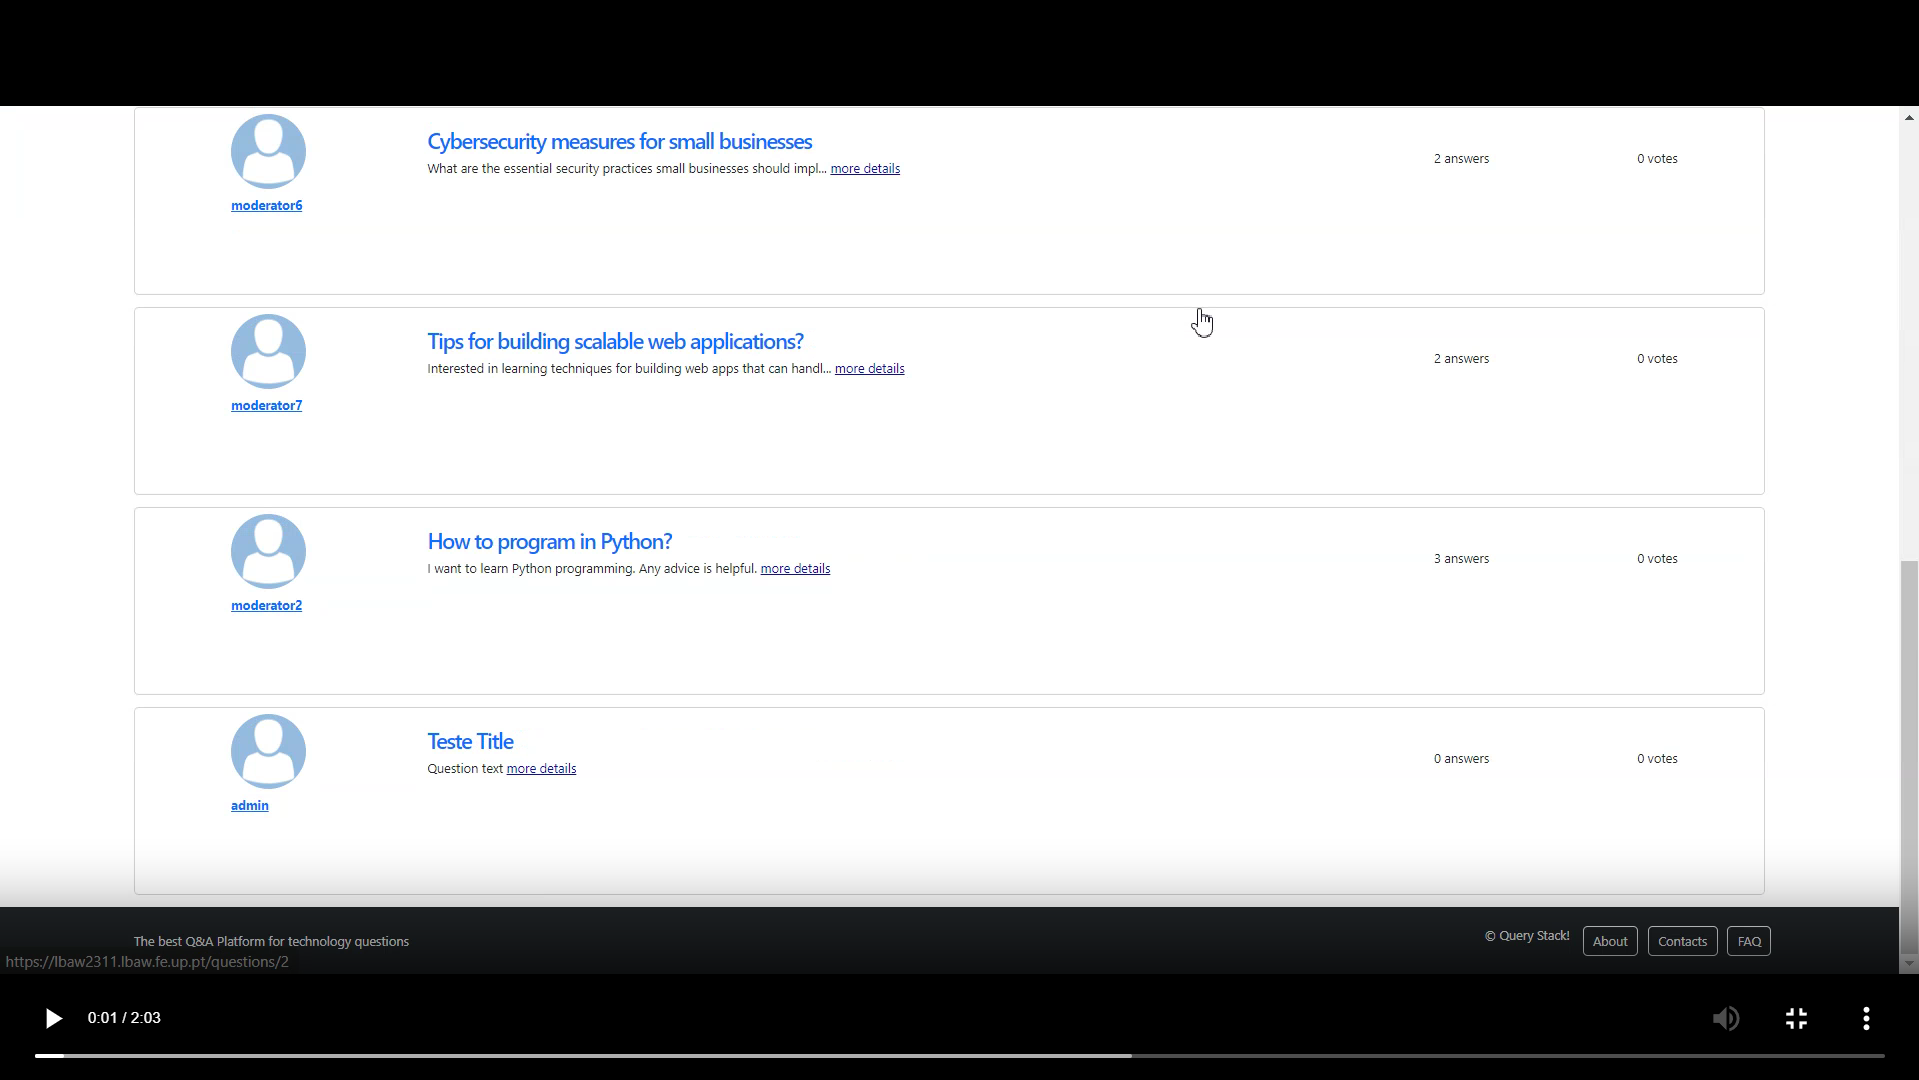 Cybersecurity measures for small businesses
What are the essential security practices small businesses should impl... more details
2 answers
0 votes
moderator6
Tips for building scalable web applications?
Interested in learning techniques for building web apps that can handl... more details
2 answers
0 votes
moderator7
How to program in Python?
I want to learn Python programming. Any advice is helpful. more details
3 answers
0 votes
moderator2
Teste Title
Question text more details
0 answers
0 votes
admin
The best Q&A Platform for technology questions
© Query Stack!
About
Contacts
FAQ
https://lbaw2311.lbaw.fe.up.pt/questions/2
0:01 / 2:03